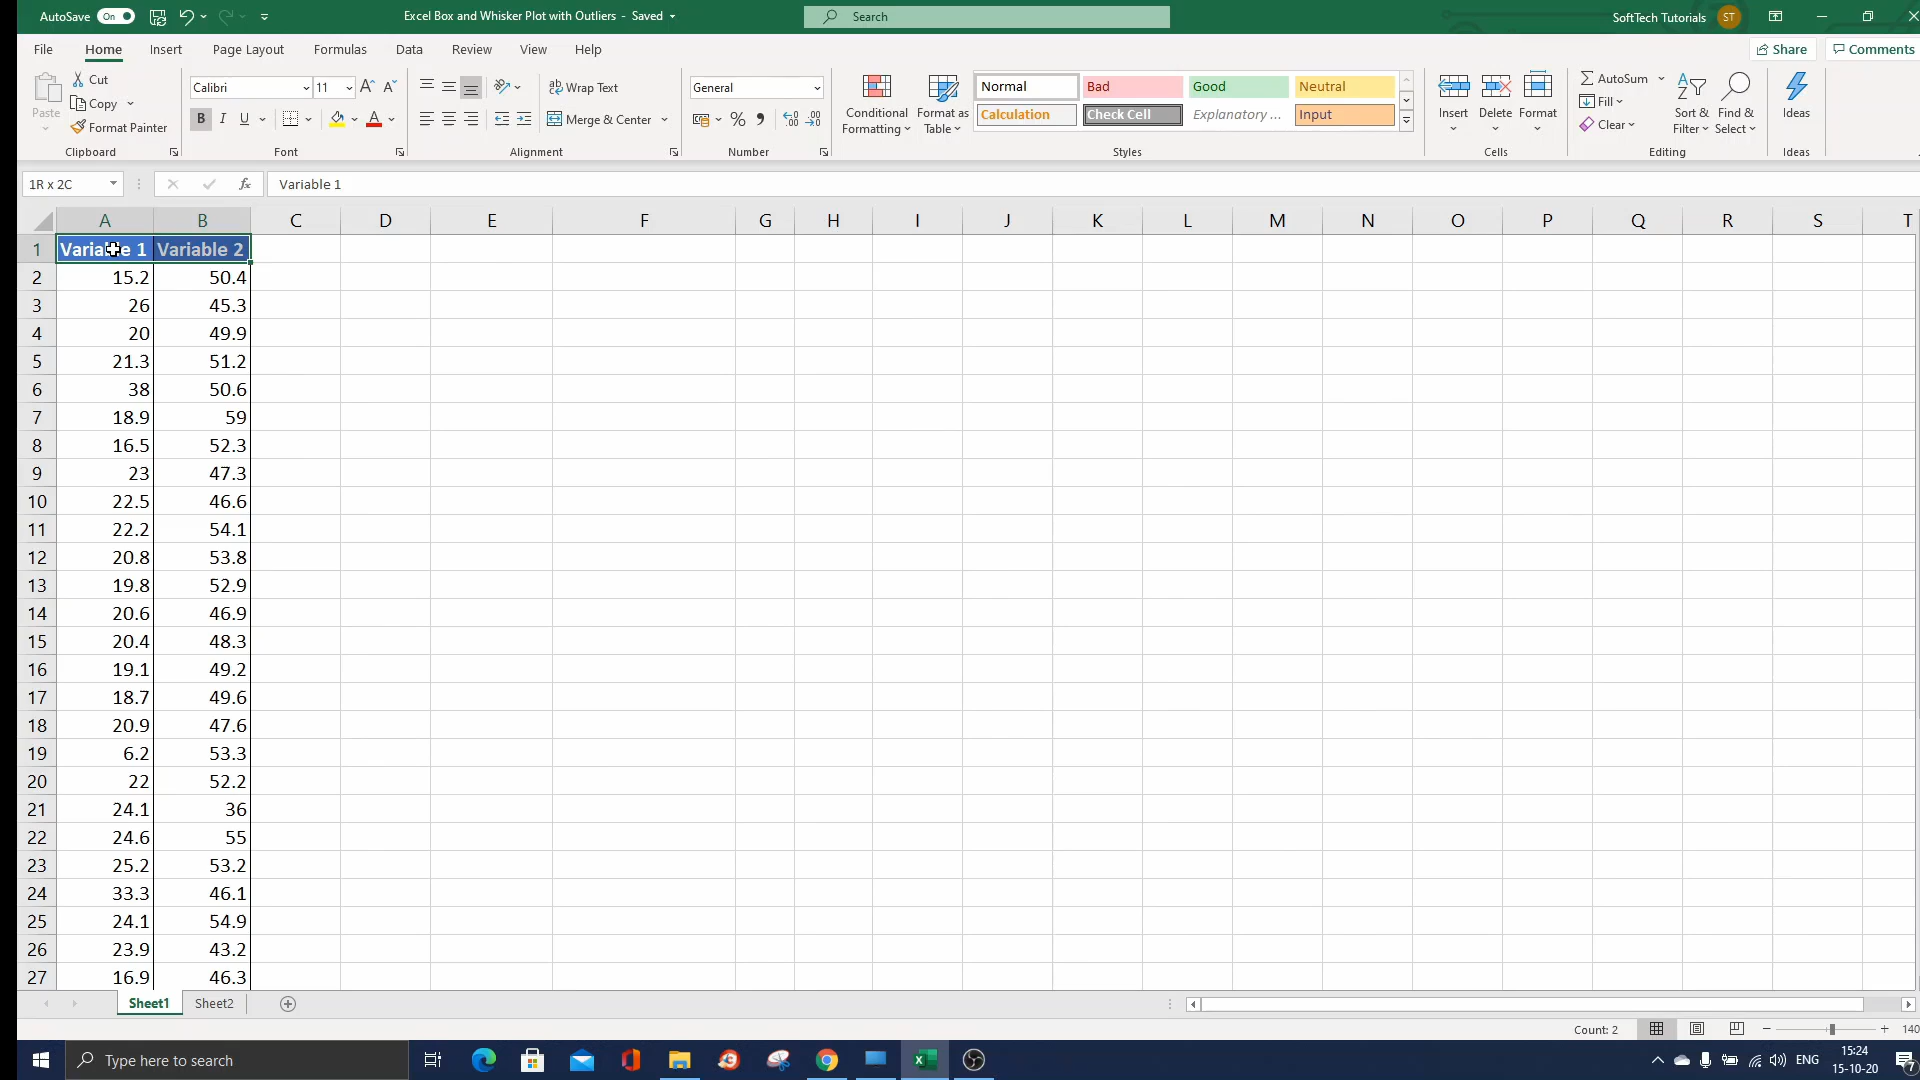 AutoSave On Excel Box and Whisker Plot with Outliers - Saved Search SoftTech Tutorials ST
File Home Insert Page Layout Formulas Data Review View Help Share Comments
Cut Calibri 11 Wrap Text General Normal Bad Good Neutral AutoSum
Paste Copy Conditional Formatting Format as Table Insert Delete Format Fill Sort & Filter Find & Select Ideas
Format Painter B I U Merge & Center Calculation Check Cell Explanatory ... Input Clear
Clipboard Font Alignment Number Styles Cells Editing Ideas
1R x 2C fx Variable 1
A B C D E F G H I J K L M N O P Q R S T
1 Variable 1 Variable 2
2 15.2 50.4
3 26 45.3
4 20 49.9
5 21.3 51.2
6 38 50.6
7 18.9 59
8 16.5 52.3
9 23 47.3
10 22.5 46.6
11 22.2 54.1
12 20.8 53.8
13 19.8 52.9
14 20.6 46.9
15 20.4 48.3
16 19.1 49.2
17 18.7 49.6
18 20.9 47.6
19 6.2 53.3
20 22 52.2
21 24.1 36
22 24.6 55
23 25.2 53.2
24 33.3 46.1
25 24.1 54.9
26 23.9 43.2
27 16.9 46.3
Sheet1 Sheet2
Count: 2 140
Type here to search ENG 15:24
15-10-20 7